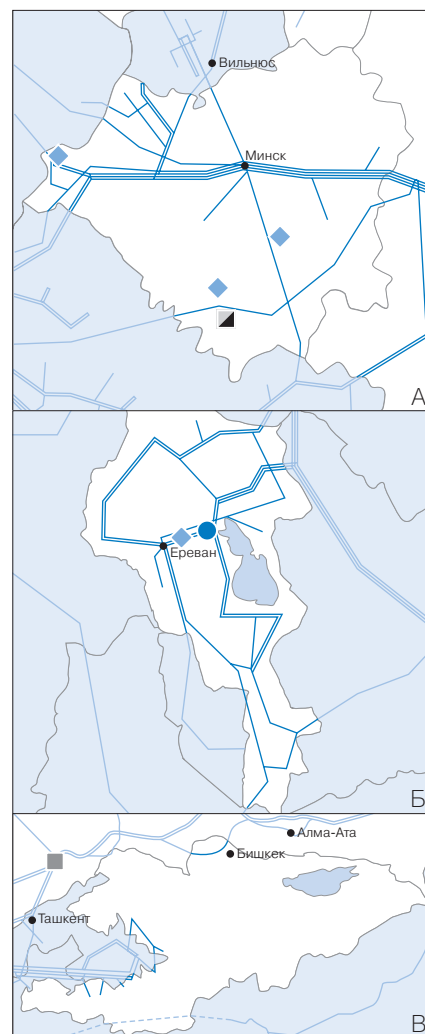 Вильнюс
Минск
А
Ереван
Б
Алма-Ата
Бишкек
Ташкент
В